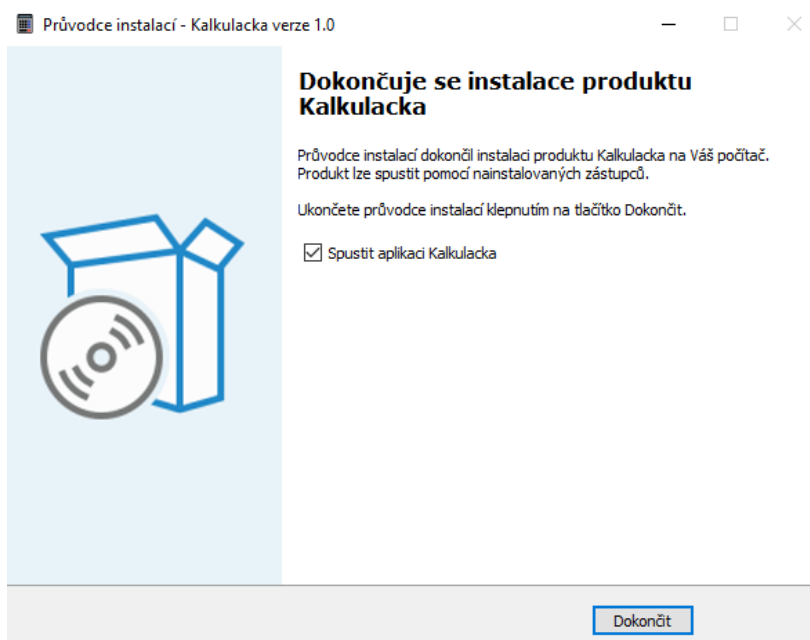 Průvodce instalací - Kalkulacka verze 1.0
Dokončuje se instalace produktu
Kalkulacka
Průvodce instalací dokončil instalaci produktu Kalkulacka na Váš počítač.
Produkt lze spustit pomocí nainstalovaných zástupců.
Ukončete průvodce instalací klepnutím na tlačítko Dokončit.
Spustit aplikaci Kalkulacka
Dokončit